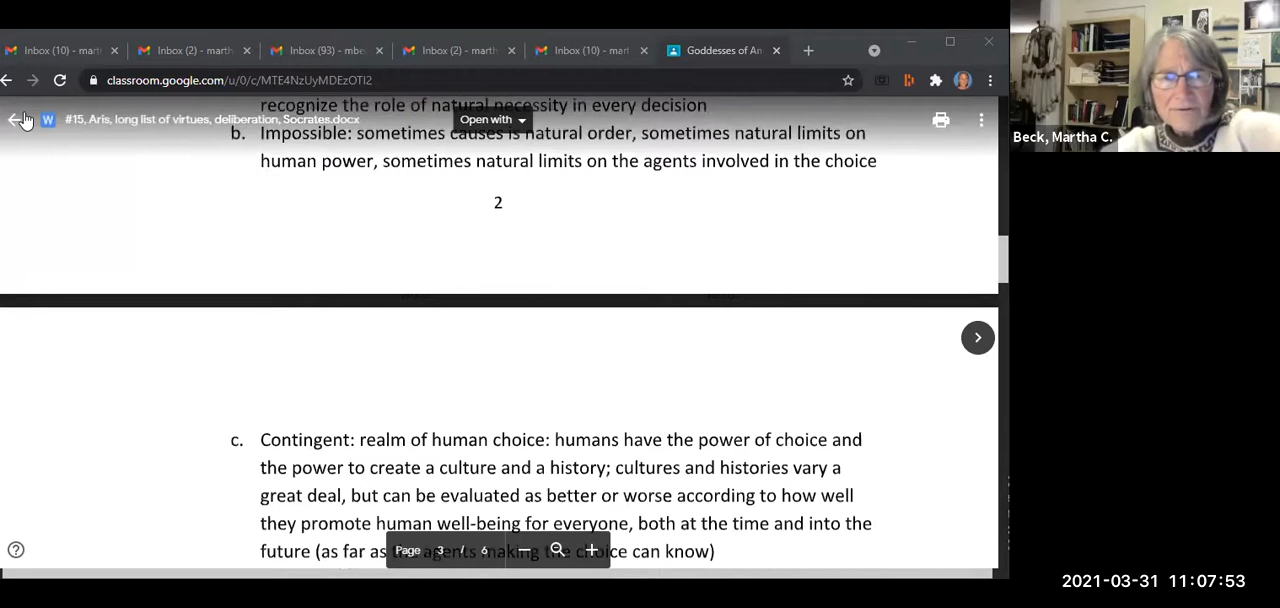 Inbox (10) - mart
Inbox (2) - marth
Inbox (93) - mbe
Inbox (2) - marth
Inbox (10) - mart
Goddesses of An
classroom.google.com/u/0/c/MTE4NzUyMDEzOTI2
recognize the role of natural necessity in every decision
#15, Aris, long list of virtues, deliberation, Socrates.docx
Open with
b. Impossible: sometimes causes is natural order, sometimes natural limits on
human power, sometimes natural limits on the agents involved in the choice
2
c. Contingent: realm of human choice: humans have the power of choice and
the power to create a culture and a history; cultures and histories vary a
great deal, but can be evaluated as better or worse according to how well
they promote human well-being for everyone, both at the time and into the
future (as far as the agents making the choice can know)
Page 3 / 6
Beck, Martha C.
2021-03-31 11:07:53